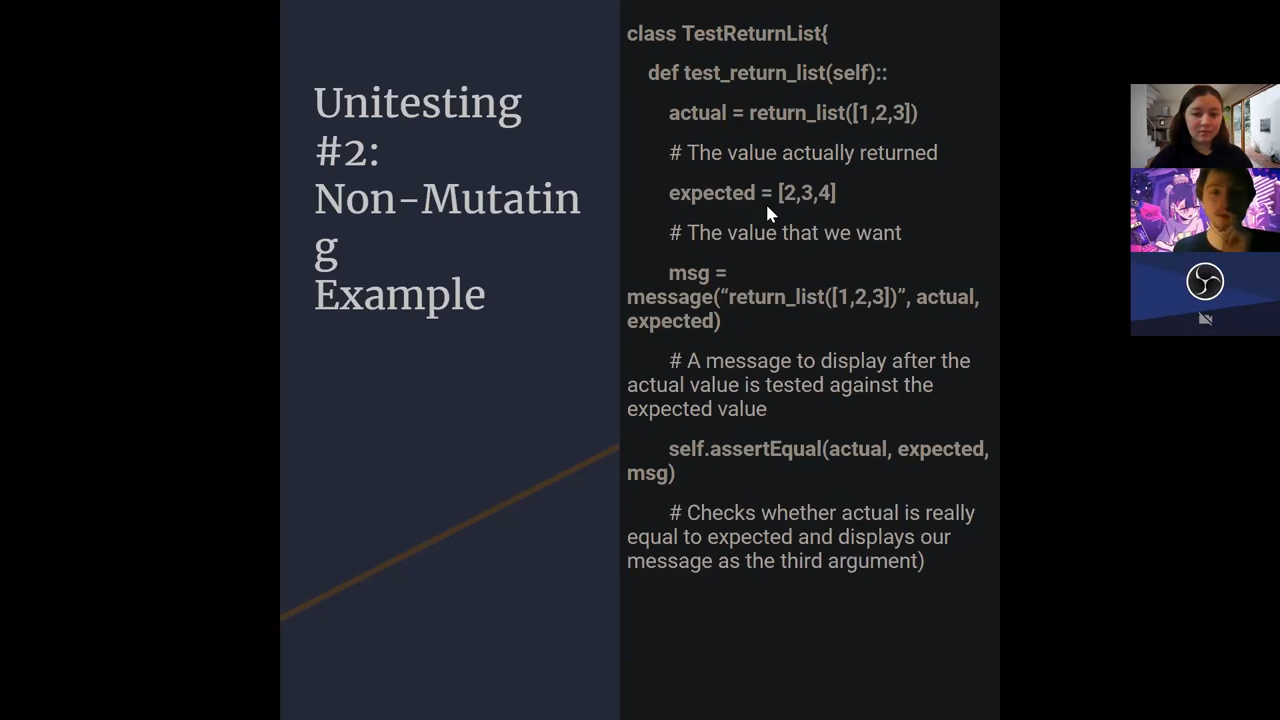 Unitesting
#2:
Non-Mutatin
g
Example
class TestReturnList{
def test_return_list(self)::
actual = return_list([1,2,3])
# The value actually returned
expected = [2,3,4]
# The value that we want
msg =
message(“return_list([1,2,3])”, actual,
expected)
# A message to display after the
actual value is tested against the
expected value
self.assertEqual(actual, expected,
msg)
# Checks whether actual is really
equal to expected and displays our
message as the third argument)